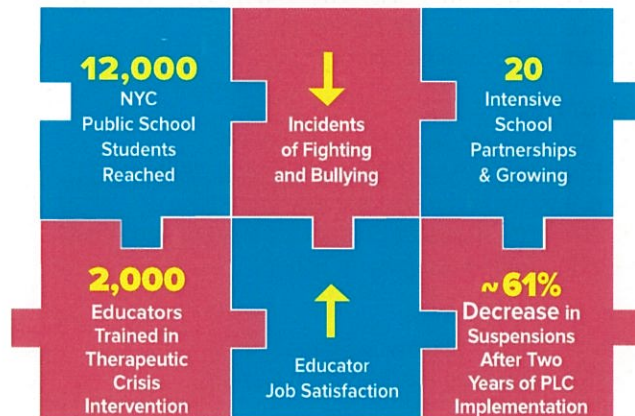 12,000
NYC
Public School
Students
Reached
Incidents
of Fighting
and Bullying
20
Intensive
School
Partnerships
& Growing
2,000
Educators
Trained in
Therapeutic
Crisis
Intervention
Educator
Job Satisfaction
~61%
Decrease in
Suspensions
After Two
Years of PLC
Implementation